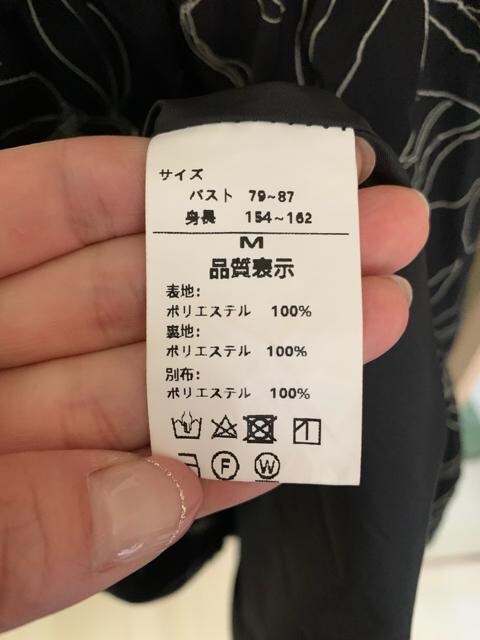 サイズ
バスト 79~87
身長 154~162
M
品質表示
表地:
ポリエステル 100%
裏地:
ポリエステル 100%
別布:
ポリエステル 100%
F W